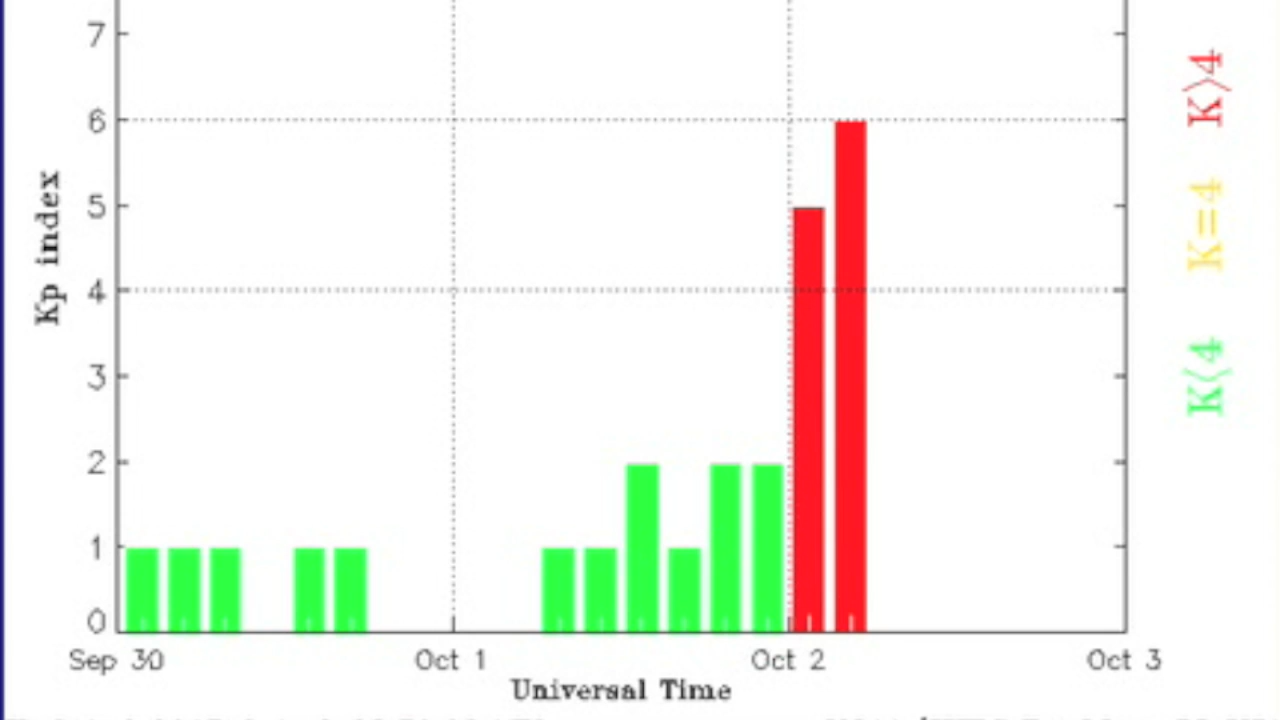 7
6
5
4
3
2
1
0
Kp index
Sep 30
Oct 1
Oct 2
Oct 3
Universal Time
K>4
K=4
K<4